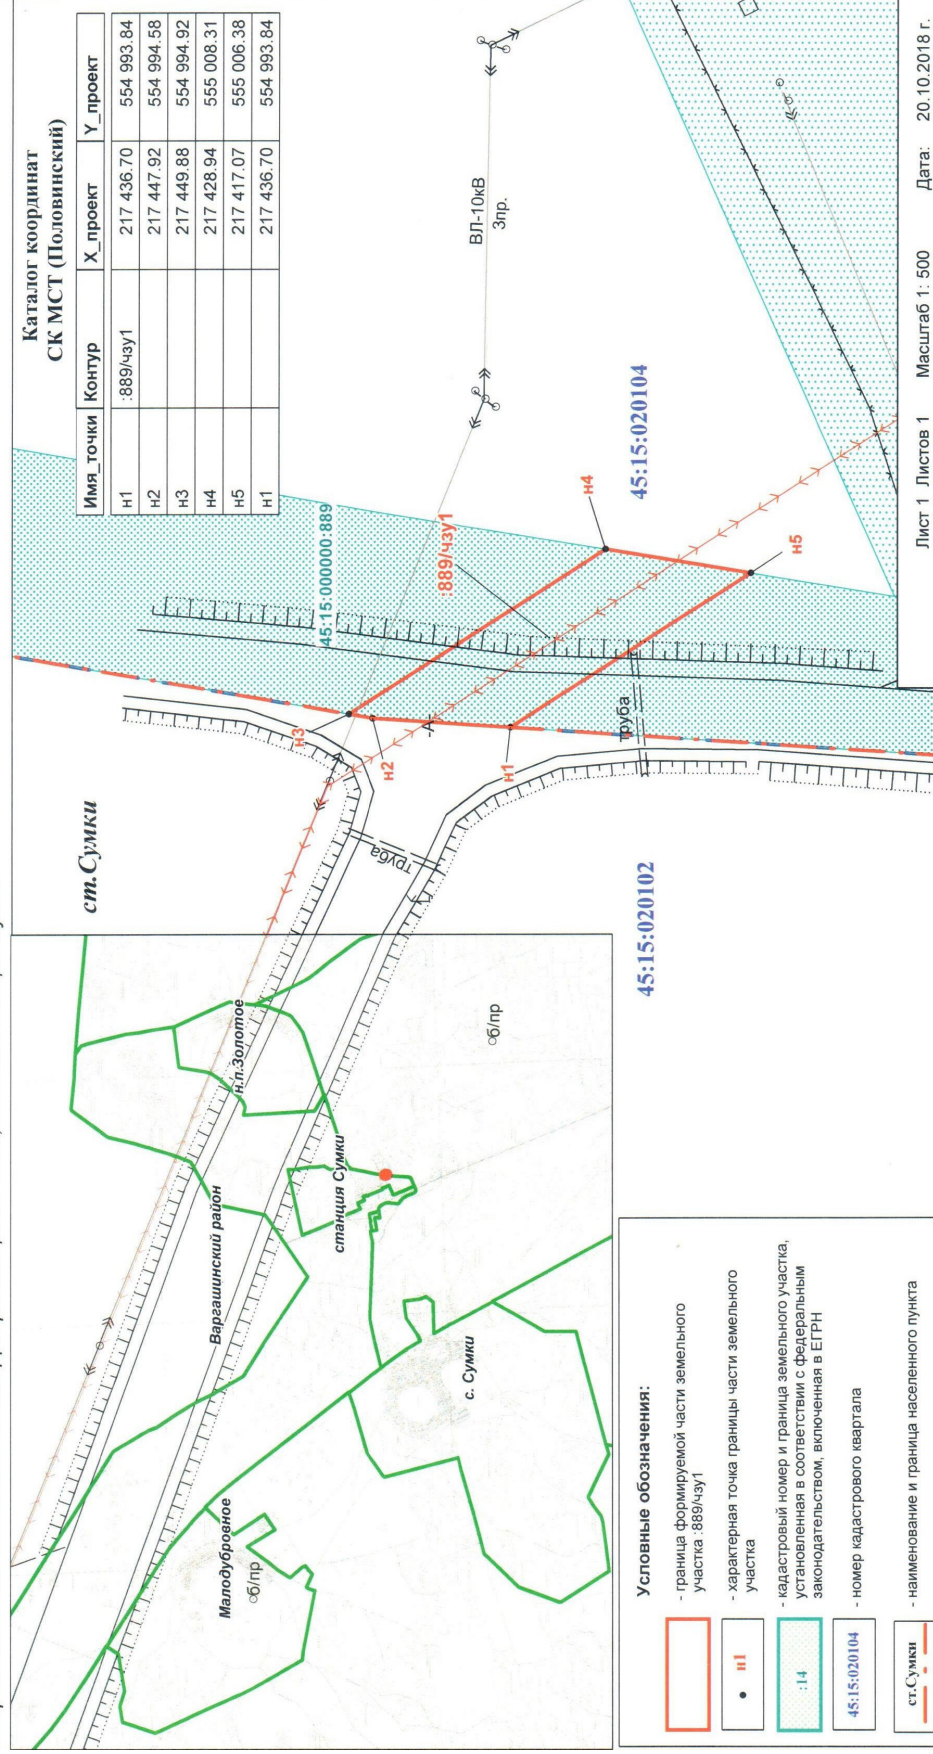 Каталог координат
СК МСТ (Половинский)
Имя_точки Контур X_проект Y_проект
н1 :889/чзу1 217 436.70 554 993.84
н2 217 447.92 554 994.58
н3 217 449.88 554 994.92
н4 217 428.94 555 008.31
н5 217 417.07 555 006.38
н1 217 436.70 554 993.84
ст.Сумки
45:15:000000:889
:889/чзу1
ВЛ-10кВ
3пр.
н3
н2
н1
н4
н5
А
труба
труба
45:15:020104
45:15:020102
н.п.Золотое
Варгашинский район
станция Сумки
об/пр
с. Сумки
Малодубровное
об/пр
Условные обозначения:
- граница формируемой части земельного
участка :889/чзу1
н1
- характерная точка границы части земельного
участка
:14
- кадастровый номер и граница земельного участка,
установленная в соответствии с федеральным
законодательством, включенная в ЕГРН
45:15:020104
- номер кадастрового квартала
ст.Сумки
- наименование и граница населенного пункта
Лист 1 Листов 1 Масштаб 1: 500 Дата: 20.10.2018 г.